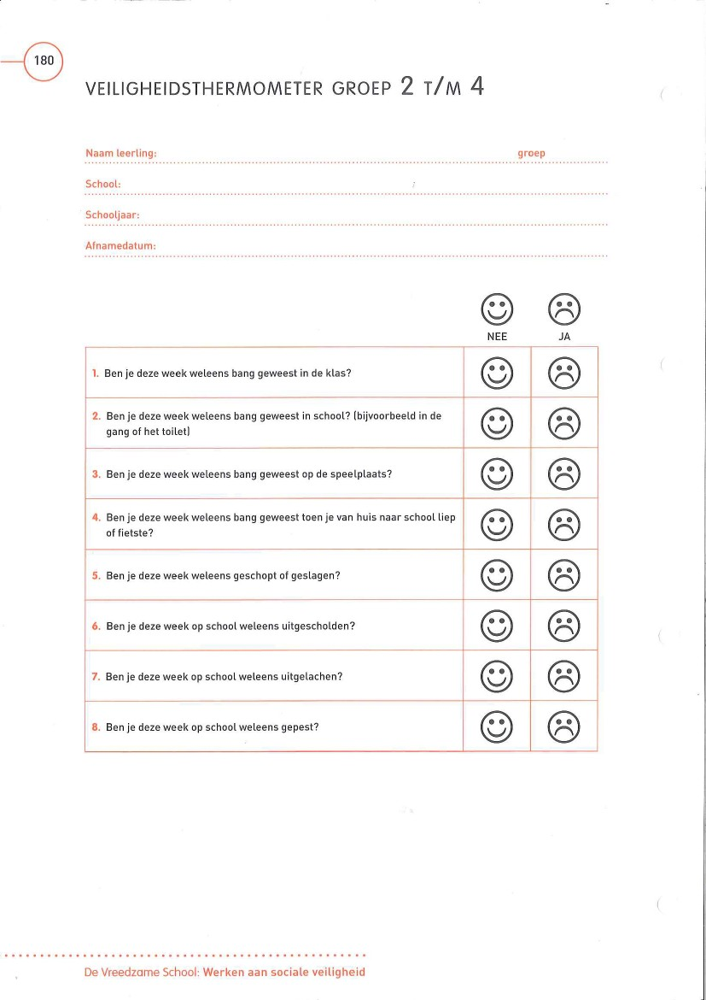 180
VEILIGHEIDSTHERMOMETER GROEP 2 T/M 4
Naam leerling: groep
School:
Schooljaar:
Afnamedatum:
NEE JA
1. Ben je deze week weleens bang geweest in de klas?
2. Ben je deze week weleens bang geweest in school? (bijvoorbeeld in de
gang of het toilet)
3. Ben je deze week weleens bang geweest op de speelplaats?
4. Ben je deze week weleens bang geweest toen je van huis naar school liep
of fietste?
5. Ben je deze week weleens geschopt of geslagen?
6. Ben je deze week op school weleens uitgescholden?
7. Ben je deze week op school weleens uitgelachen?
8. Ben je deze week op school weleens gepest?
De Vreedzame School: Werken aan sociale veiligheid